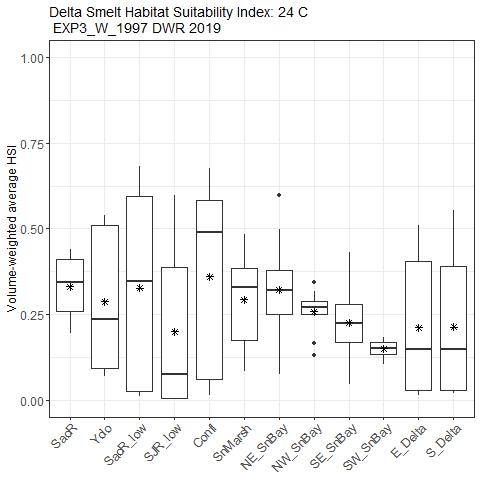 Delta Smelt Habitat Suitability Index: 24 C
EXP3_W_1997 DWR 2019
Volume-weighted average HSI
1.00
0.75
0.50
0.25
0.00
SacR
Yolo
SacR_low
SJR_low
Confl
SnMarsh
NE_SnBay
NW_SnBay
SE_SnBay
SW_SnBay
E_Delta
S_Delta